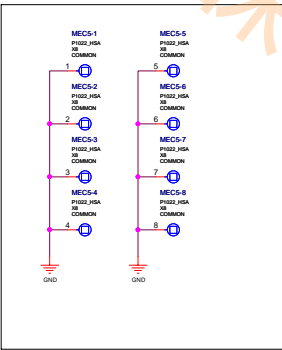 MEC5-1
P1022_HSA
X8
COMMON
1
MEC5-2
P1022_HSA
X8
COMMON
2
MEC5-3
P1022_HSA
X8
COMMON
3
MEC5-4
P1022_HSA
X8
COMMON
4
GND
MEC5-5
P1022_HSA
X8
COMMON
5
MEC5-6
P1022_HSA
X8
COMMON
6
MEC5-7
P1022_HSA
X8
COMMON
7
MEC5-8
P1022_HSA
X8
COMMON
8
GND